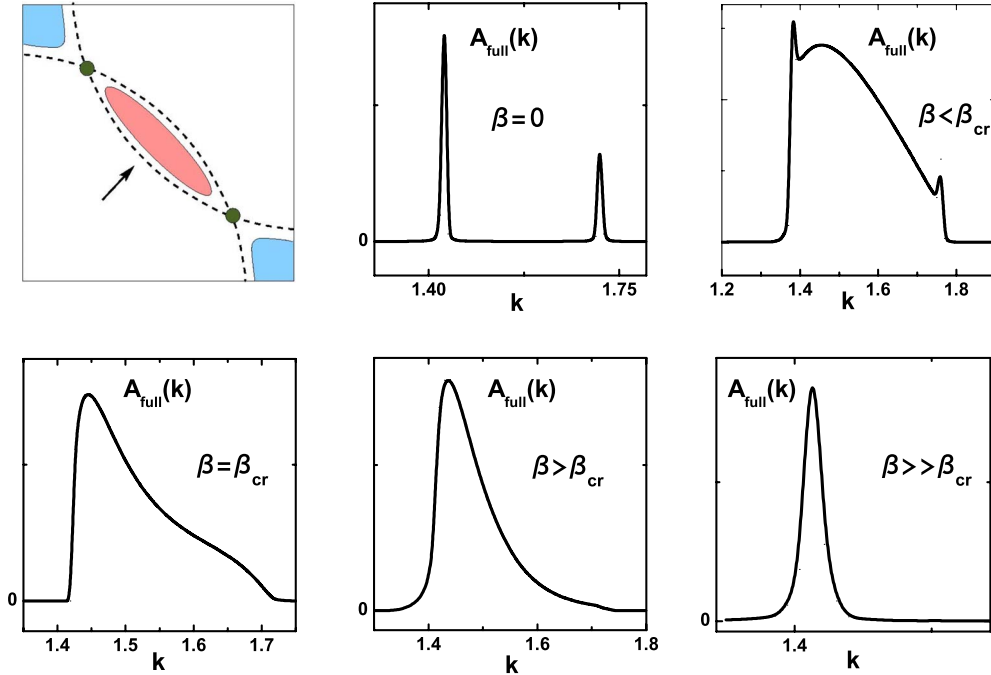 A_full(k)
β = 0
0
1.40 1.75
k
A_full(k)
β < β_cr
1.2 1.4 1.6 1.8
k
A_full(k)
β = β_cr
0
1.4 1.5 1.6 1.7
k
A_full(k)
β > β_cr
0
1.4 1.6 1.8
k
A_full(k)
β >> β_cr
0
1.4
k